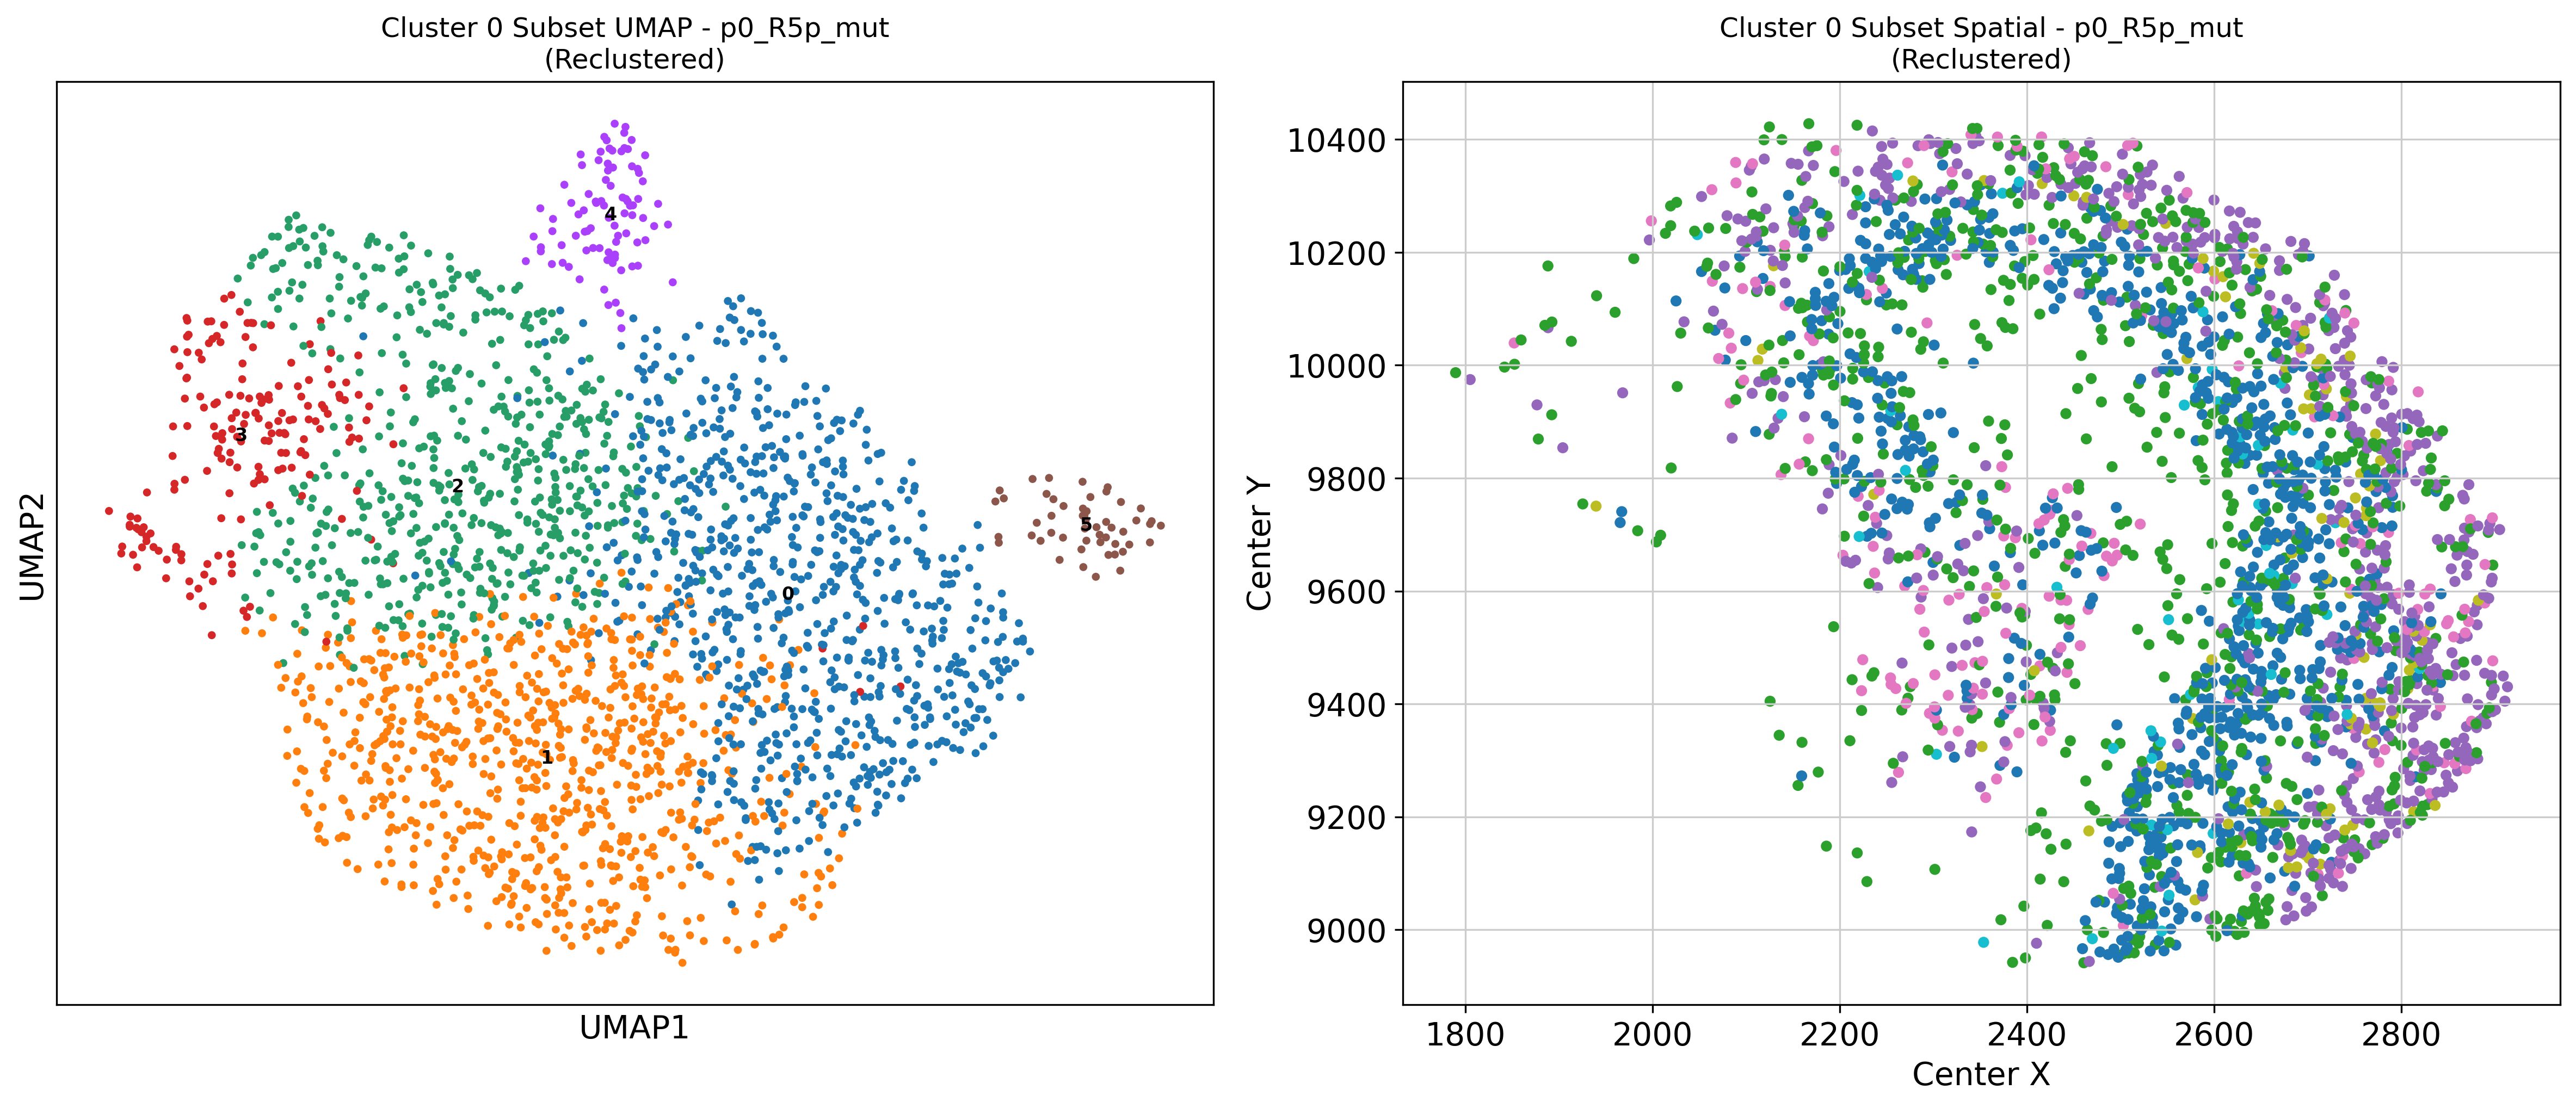 Cluster 0 Subset UMAP - p0_R5p_mut
(Reclustered)
UMAP2
4
3
2
5
0
1
UMAP1
Cluster 0 Subset Spatial - p0_R5p_mut
(Reclustered)
Center Y
10400
10200
10000
9800
9600
9400
9200
9000
1800 2000 2200 2400 2600 2800
Center X